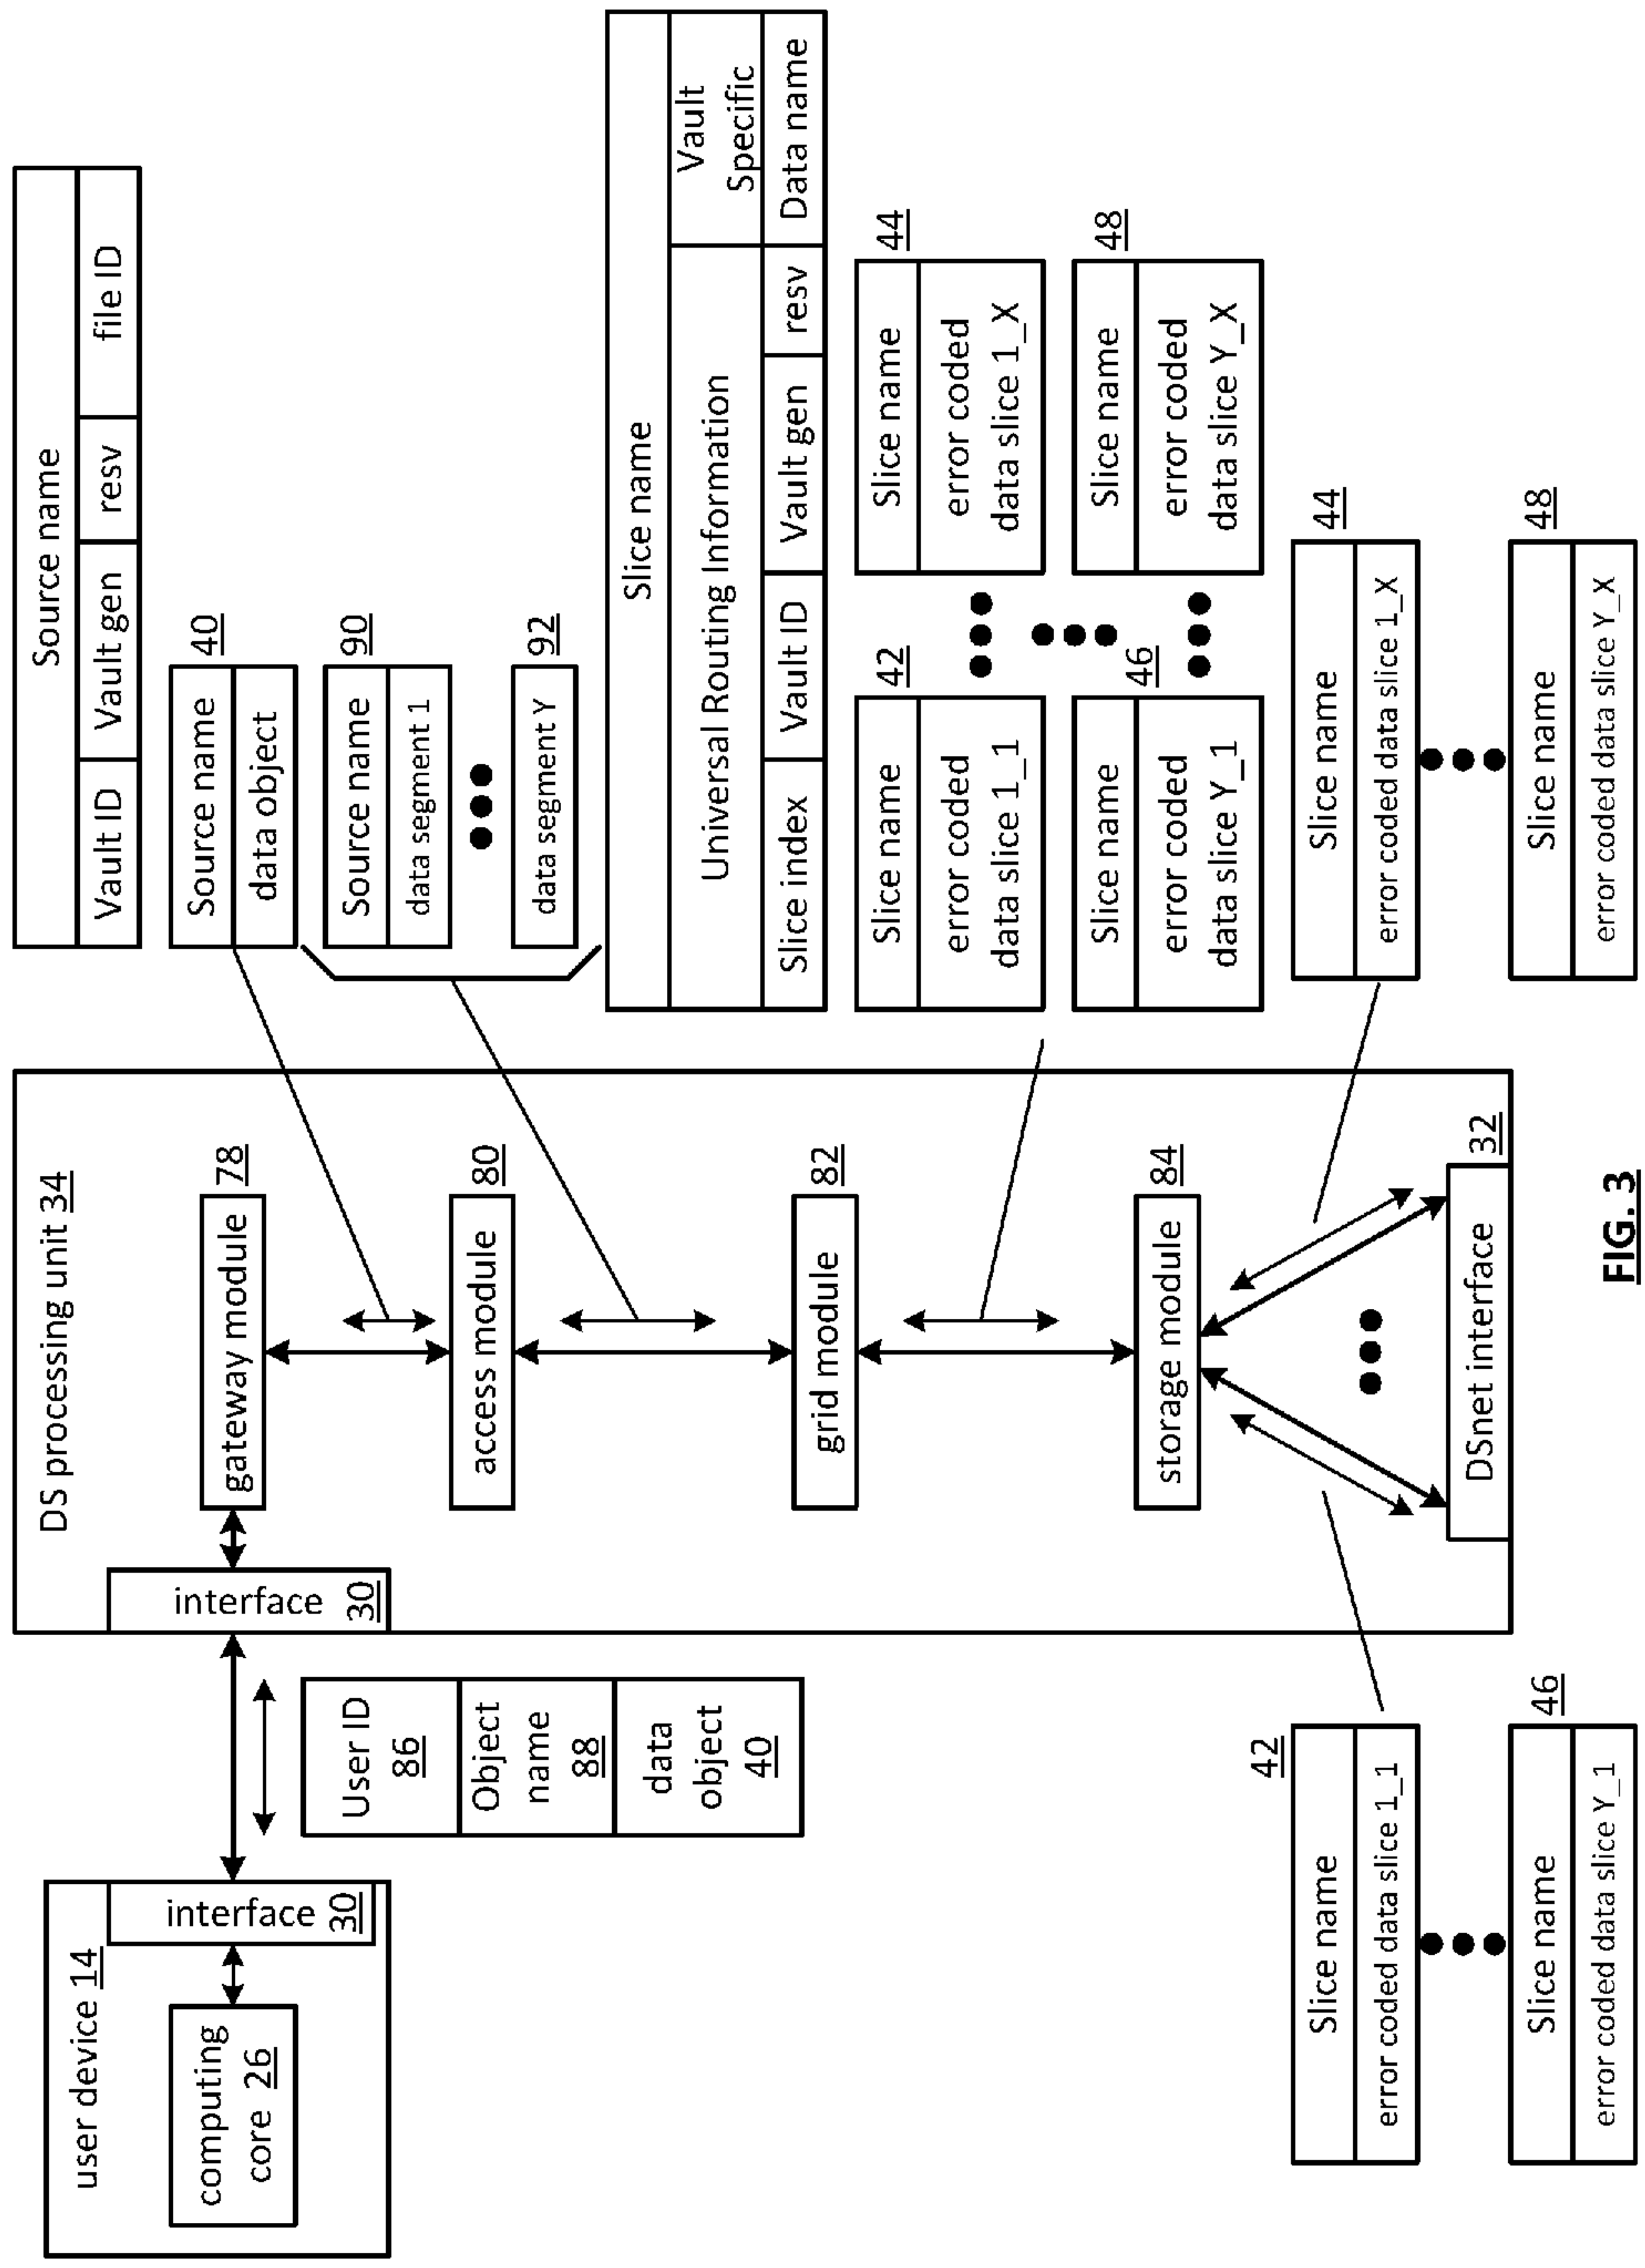 user device 14
computing
core 26
interface
30
User ID
86
Object
name
88
data
object
40
DS processing unit 34
interface
30
gateway module
78
access module
80
grid module
82
storage module
84
DSnet interface
32
Source name
Vault ID
Vault gen
resv
file ID
Source name
data object
40
Source name
data segment 1
90
data segment Y
92
Slice name
Universal Routing Information
Vault
Specific
Slice index
Vault ID
Vault gen
resv
Data name
Slice name
error coded
data slice 1_1
42
Slice name
error coded
data slice 1_X
44
Slice name
error coded
data slice Y_1
46
Slice name
error coded
data slice Y_X
48
Slice name
error coded data slice 1_1
42
Slice name
error coded data slice Y_1
46
Slice name
error coded data slice 1_X
44
Slice name
error coded data slice Y_X
48
FIG. 3